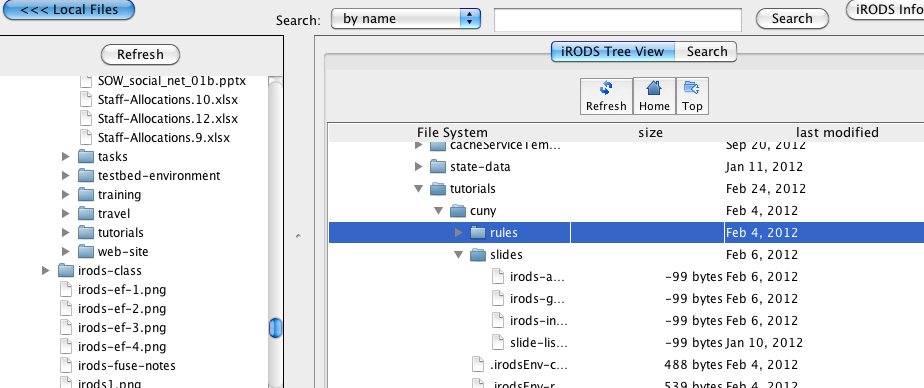 <<< Local Files
Search: by name Search iRODS Info
Refresh
SOW_social_net_01b.pptx
Staff-Allocations.10.xlsx
Staff-Allocations.12.xlsx
Staff-Allocations.9.xlsx
tasks
testbed-environment
training
travel
tutorials
web-site
irods-class
irods-ef-1.png
irods-ef-2.png
irods-ef-3.png
irods-ef-4.png
irods-fuse-notes
irods1.png
iRODS Tree View Search
Refresh Home Top
File System size last modified
cacheServiceTem... Sep 20, 2012
state-data Jan 11, 2012
tutorials Feb 24, 2012
cuny Feb 4, 2012
rules Feb 4, 2012
slides Feb 6, 2012
irods-a... -99 bytes Feb 6, 2012
irods-g... -99 bytes Feb 6, 2012
irods-in... -99 bytes Feb 6, 2012
slide-lis... -99 bytes Jan 10, 2012
.irodsEnv-c... 488 bytes Feb 4, 2012
.irodsEnv-r... 539 bytes Feb 4, 2012